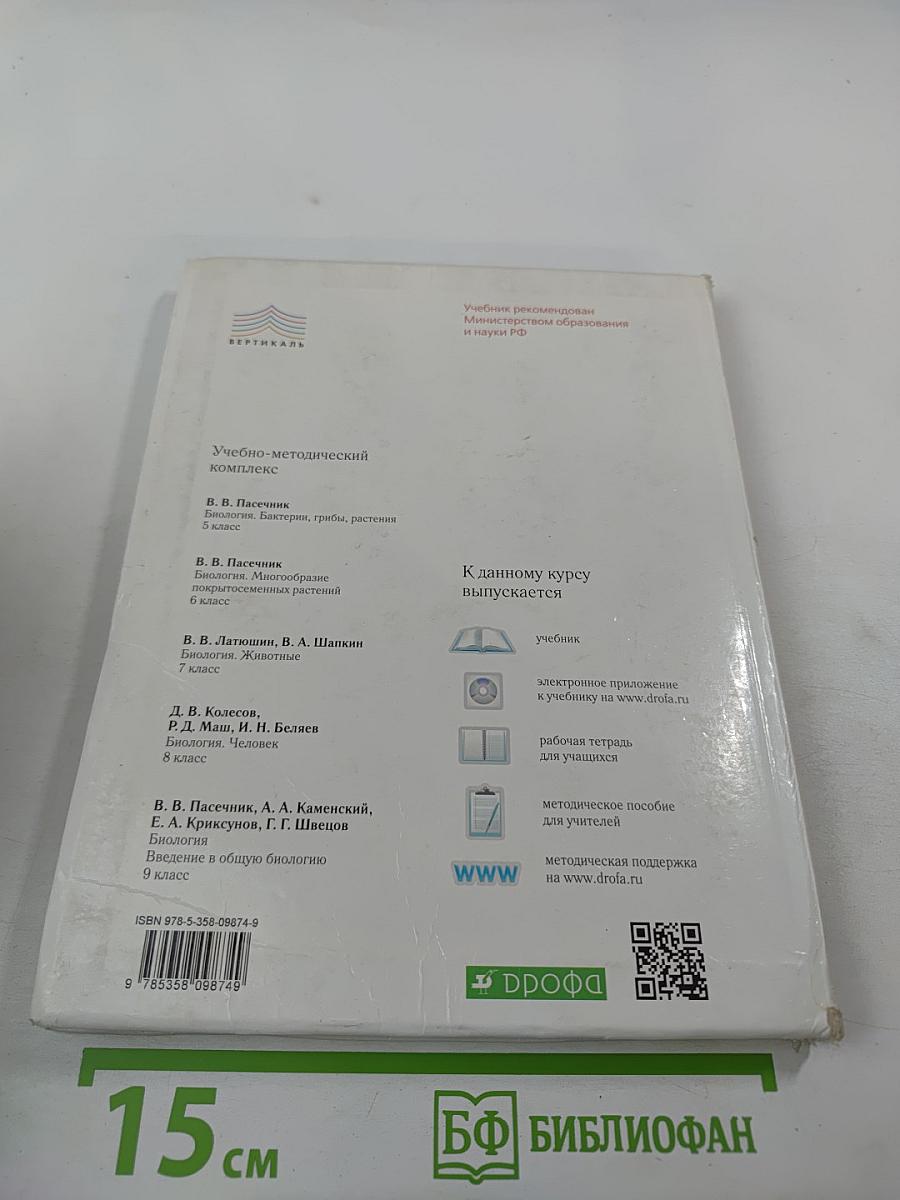 ВЕРТИКАЛЬ
Учебник рекомендован
Министерством образования
и науки РФ
Учебно-методический
комплекс
В. В. Пасечник
Биология. Бактерии, грибы, растения
5 класс
В. В. Пасечник
Биология. Многообразие
покрытосеменных растений
6 класс
В. В. Латюшин, В. А. Шапкин
Биология. Животные
7 класс
Д. В. Колесов,
Р. Д. Маш, И. Н. Беляев
Биология. Человек
8 класс
В. В. Пасечник, А. А. Каменский,
Е. А. Криксунов, Г. Г. Швецов
Биология
Введение в общую биологию
9 класс
К данному курсу
выпускается
учебник
электронное приложение
к учебнику на www.drofa.ru
рабочая тетрадь
для учащихся
методическое пособие
для учителей
WWW
методическая поддержка
на www.drofa.ru
ISBN 978-5-358-09874-9
9 785358 098749
дрофа
15 см
БФ БИБЛИОФАН